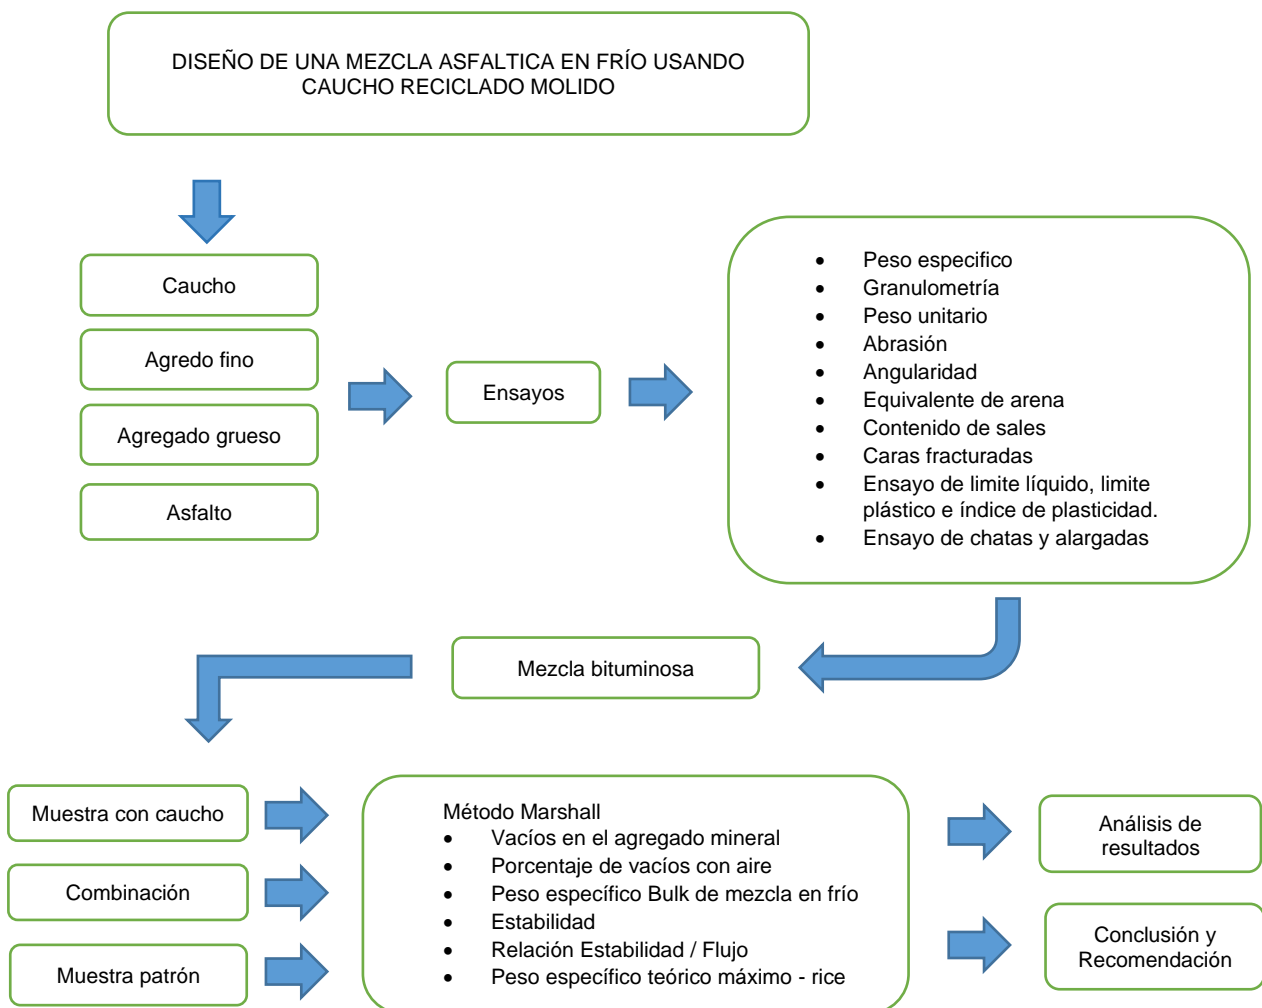 DISEÑO DE UNA MEZCLA ASFALTICA EN FRÍO USANDO
CAUCHO RECICLADO MOLIDO
Caucho
Agredo fino
Agregado grueso
Asfalto
Ensayos
• Peso especifico
• Granulometría
• Peso unitario
• Abrasión
• Angularidad
• Equivalente de arena
• Contenido de sales
• Caras fracturadas
• Ensayo de limite líquido, limite
plástico e índice de plasticidad.
• Ensayo de chatas y alargadas
Mezcla bituminosa
Muestra con caucho
Combinación
Muestra patrón
Método Marshall
• Vacíos en el agregado mineral
• Porcentaje de vacíos con aire
• Peso específico Bulk de mezcla en frío
• Estabilidad
• Relación Estabilidad / Flujo
• Peso específico teórico máximo - rice
Análisis de
resultados
Conclusión y
Recomendación